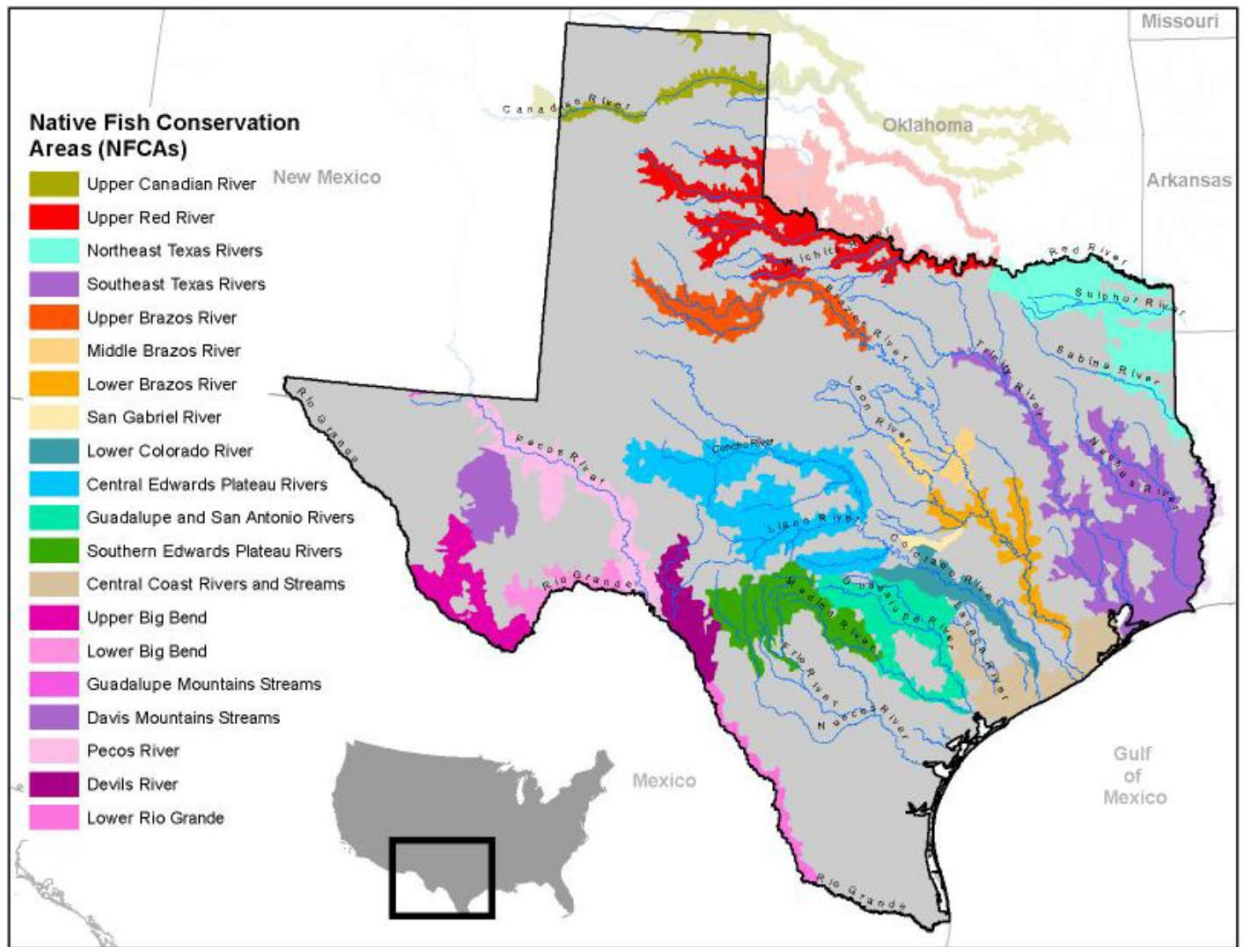 Missouri
Oklahoma
Arkansas
New Mexico
Native Fish Conservation
Areas (NFCAs)
Upper Canadian River
Upper Red River
Northeast Texas Rivers
Southeast Texas Rivers
Upper Brazos River
Middle Brazos River
Lower Brazos River
San Gabriel River
Lower Colorado River
Central Edwards Plateau Rivers
Guadalupe and San Antonio Rivers
Southern Edwards Plateau Rivers
Central Coast Rivers and Streams
Upper Big Bend
Lower Big Bend
Guadalupe Mountains Streams
Davis Mountains Streams
Pecos River
Devils River
Lower Rio Grande
Canadian River
Wichita River
Red River
Sulphur River
Brazos River
Trinity River
Sabine River
Leon River
Neches River
Rio Grande
Pecos River
Concho River
Llano River
Colorado River
Rio Grande
Medina River
Guadalupe River
Lavaca River
Frio River
Nueces River
Mexico
Gulf
of
Mexico
Rio Grande